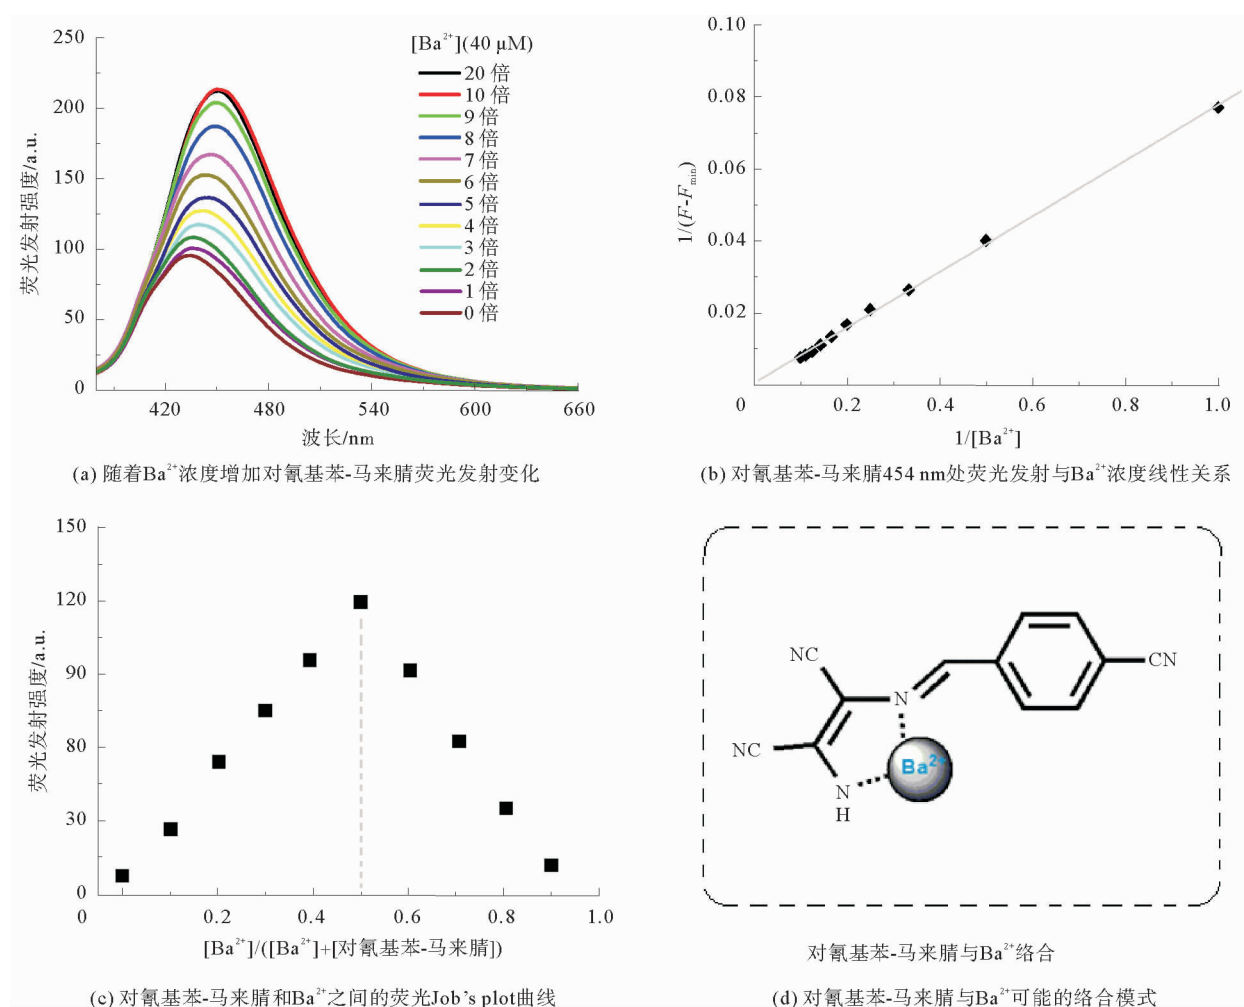 250
200
150
100
50
0
荧光发射强度/a.u.
[Ba²⁺](40 μM)
20 倍
10 倍
9 倍
8 倍
7 倍
6 倍
5 倍
4 倍
3 倍
2 倍
1 倍
0 倍
420 480 540 600 660
波长/nm
(a) 随着Ba²⁺浓度增加对氰基苯-马来腈荧光发射变化
0.10
0.08
0.06
0.04
0.02
1/(F-Fmin)
0 0.2 0.4 0.6 0.8 1.0
1/[Ba²⁺]
(b) 对氰基苯-马来腈454 nm处荧光发射与Ba²⁺浓度线性关系
150
120
90
80
30
0
荧光发射强度/a.u.
0 0.2 0.4 0.6 0.8 1.0
[Ba²⁺]/([Ba²⁺]+[对氰基苯-马来腈])
(c) 对氰基苯-马来腈和Ba²⁺之间的荧光Job's plot曲线
NC
CN
N
NC
Ba²⁺
N
H
对氰基苯-马来腈与Ba²⁺络合
(d) 对氰基苯-马来腈与Ba²⁺可能的络合模式